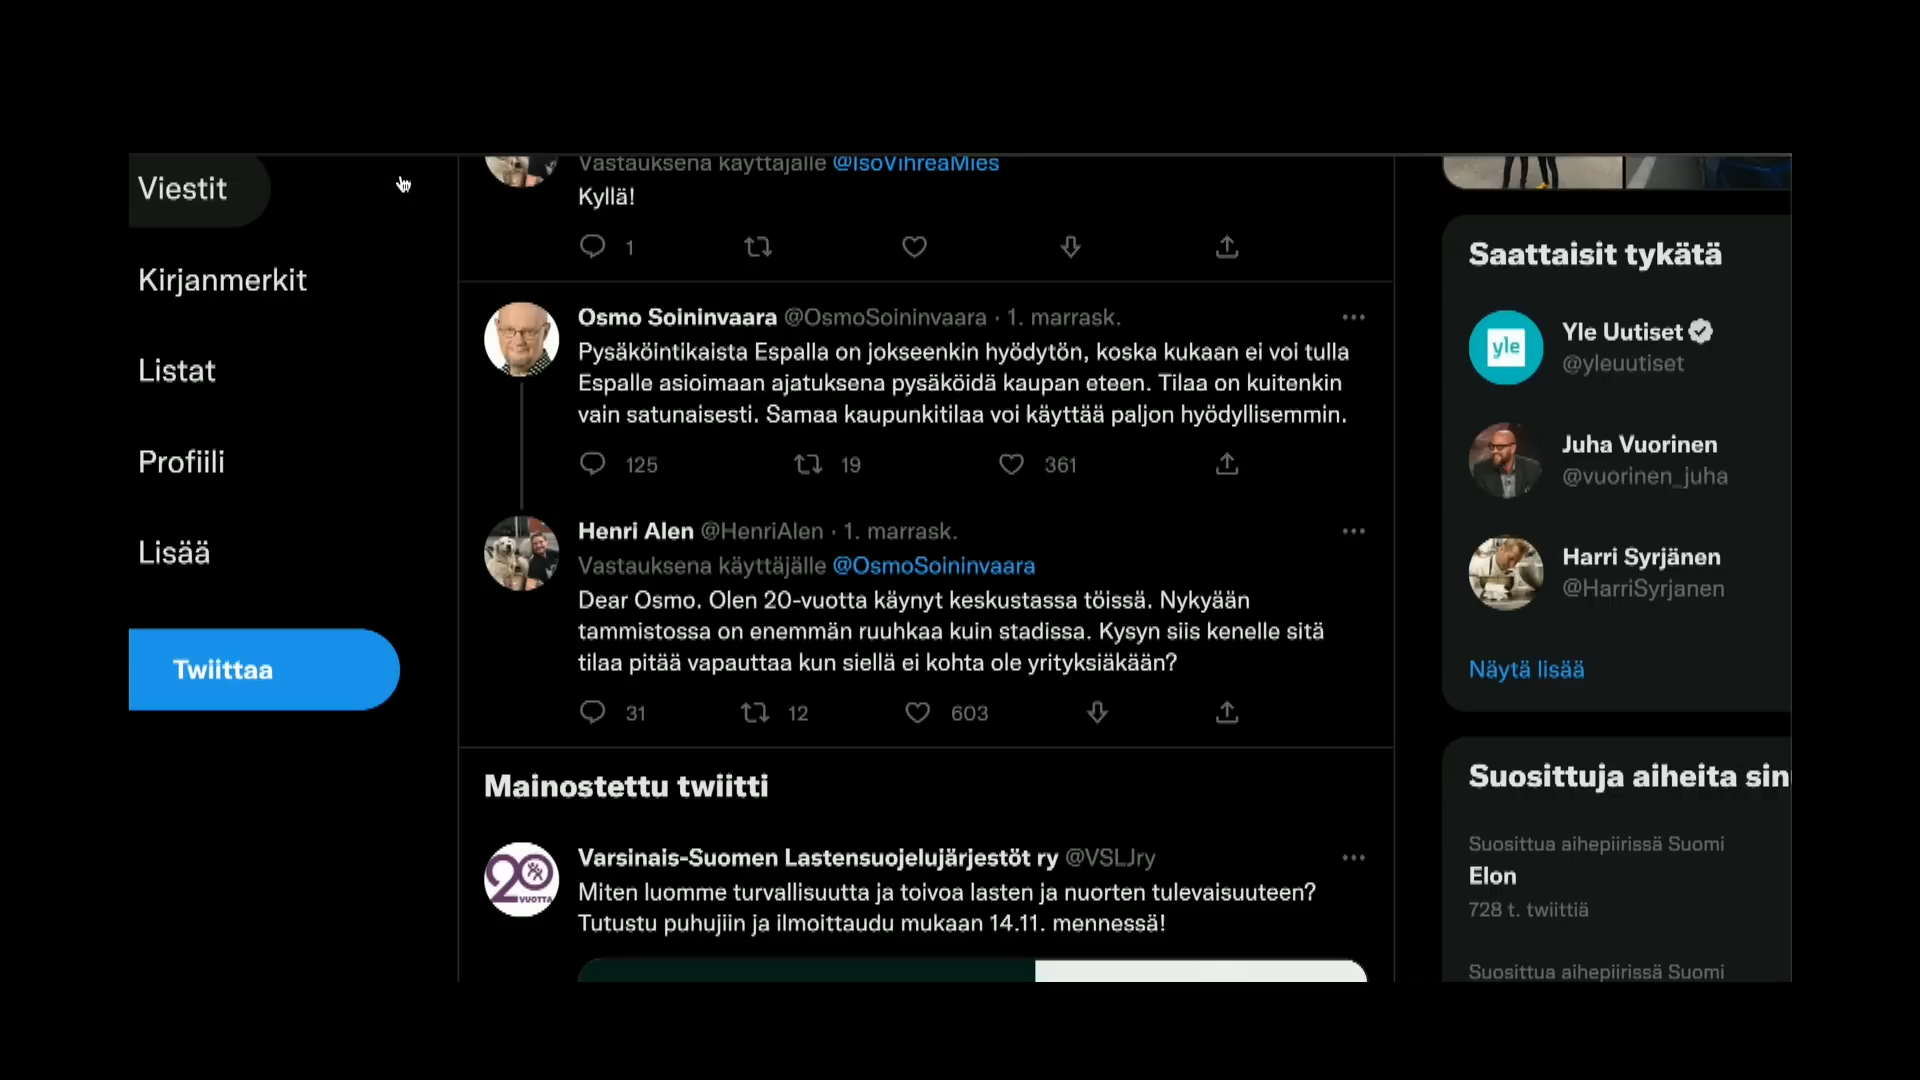 Viestit
Kirjanmerkit
Listat
Profiili
Lisää
Twiittaa
Vastauksena käyttäjälle @IsoVihreaMies
Kyllä!
1
Osmo Soininvaara @OsmoSoininvaara · 1. marrask.
Pysäköintikaista Espalla on jokseenkin hyödytön, koska kukaan ei voi tulla
Espalle asioimaan ajatuksena pysäköidä kaupan eteen. Tilaa on kuitenkin
vain satunaisesti. Samaa kaupunkitilaa voi käyttää paljon hyödyllisemmin.
125 19 361
Henri Alen @HenriAlen · 1. marrask.
Vastauksena käyttäjälle @OsmoSoininvaara
Dear Osmo. Olen 20-vuotta käynyt keskustassa töissä. Nykyään
tammistossa on enemmän ruuhkaa kuin stadissa. Kysyn siis kenelle sitä
tilaa pitää vapauttaa kun siellä ei kohta ole yrityksiäkään?
31 12 603
Mainostettu twiitti
20
VUOTTA
Varsinais-Suomen Lastensuojelujärjestöt ry @VSLJry
Miten luomme turvallisuutta ja toivoa lasten ja nuorten tulevaisuuteen?
Tutustu puhujiin ja ilmoittaudu mukaan 14.11. mennessä!
Saattaisit tykätä
yle
Yle Uutiset
@yleuutiset
Juha Vuorinen
@vuorinen_juha
Harri Syrjänen
@HarriSyrjanen
Näytä lisää
Suosittuja aiheita sin
Suosittua aihepiirissä Suomi
Elon
728 t. twiittiä
Suosittua aihepiirissä Suomi